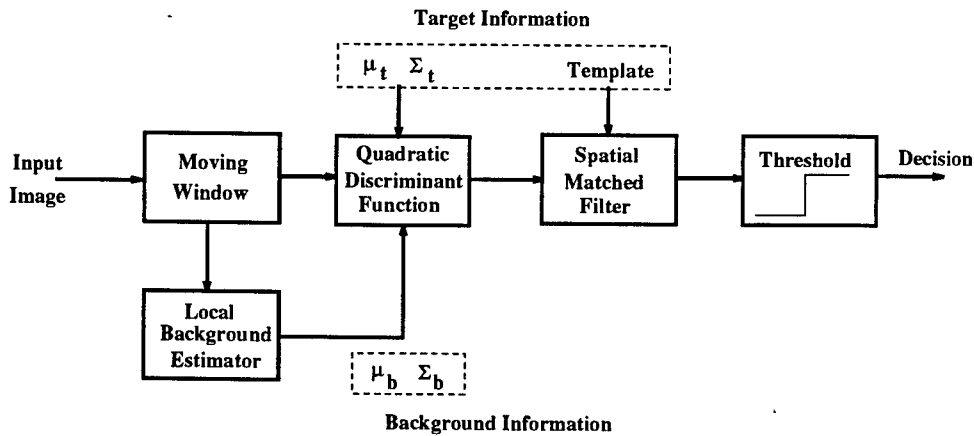 Target Information
μt Σt Template
Input
Image
Moving
Window
Quadratic
Discriminant
Function
Spatial
Matched
Filter
Threshold
Decision
Local
Background
Estimator
μb Σb
Background Information